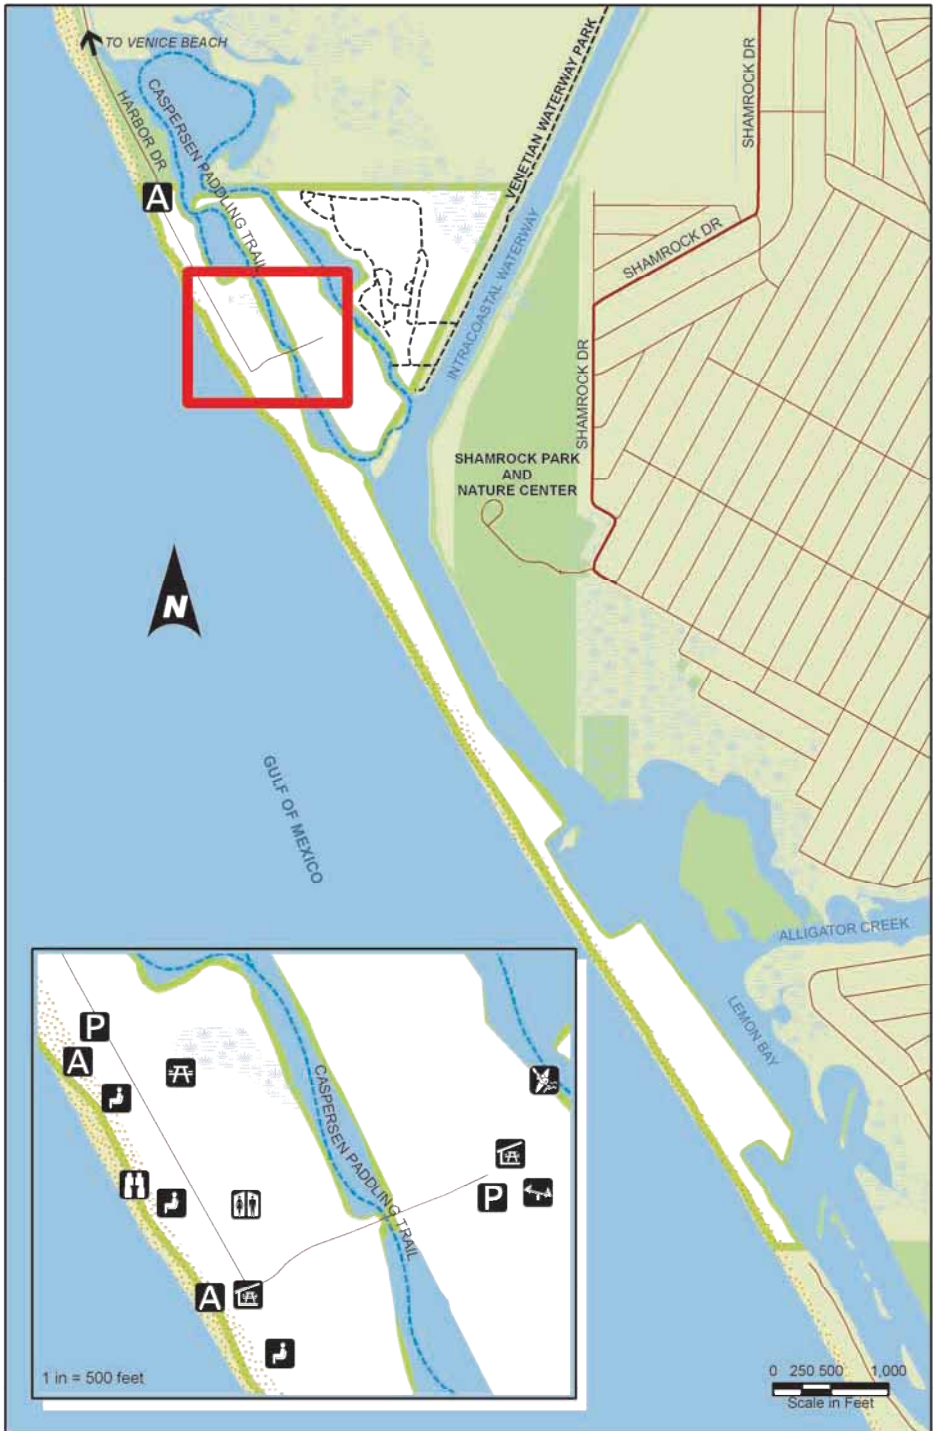 TO VENICE BEACH
HARBOR DR
CASPERSEN PADDLING TRAIL
A
VENETIAN WATERWAY PARK
INTRACOASTAL WATERWAY
SHAMROCK DR
SHAMROCK DR
SHAMROCK DR
SHAMROCK PARK
AND
NATURE CENTER
N
GULF OF MEXICO
ALLIGATOR CREEK
LEMON BAY
P
A
CASPERSEN PADDLING TRAIL
P
A
1 in = 500 feet
0 250 500 1,000
Scale in Feet